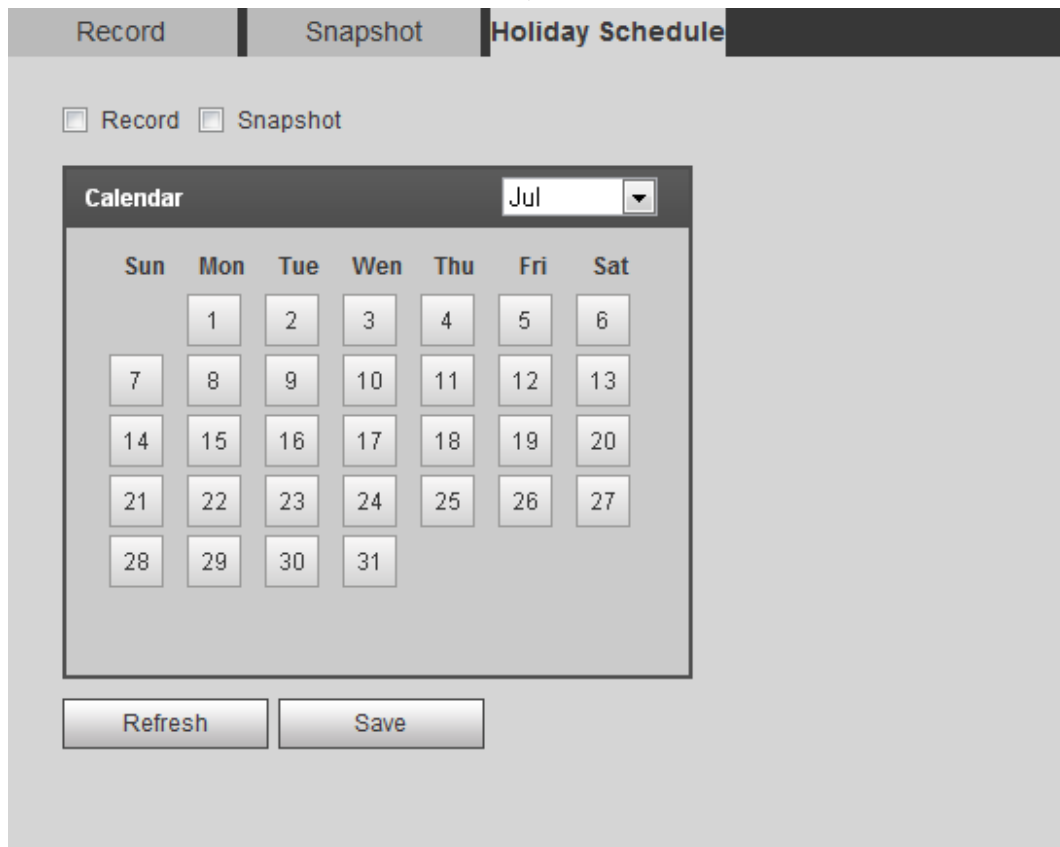 Record Snapshot Holiday Schedule
Record Snapshot
Calendar Jul
Sun Mon Tue Wen Thu Fri Sat
1 2 3 4 5 6
7 8 9 10 11 12 13
14 15 16 17 18 19 20
21 22 23 24 25 26 27
28 29 30 31
Refresh Save